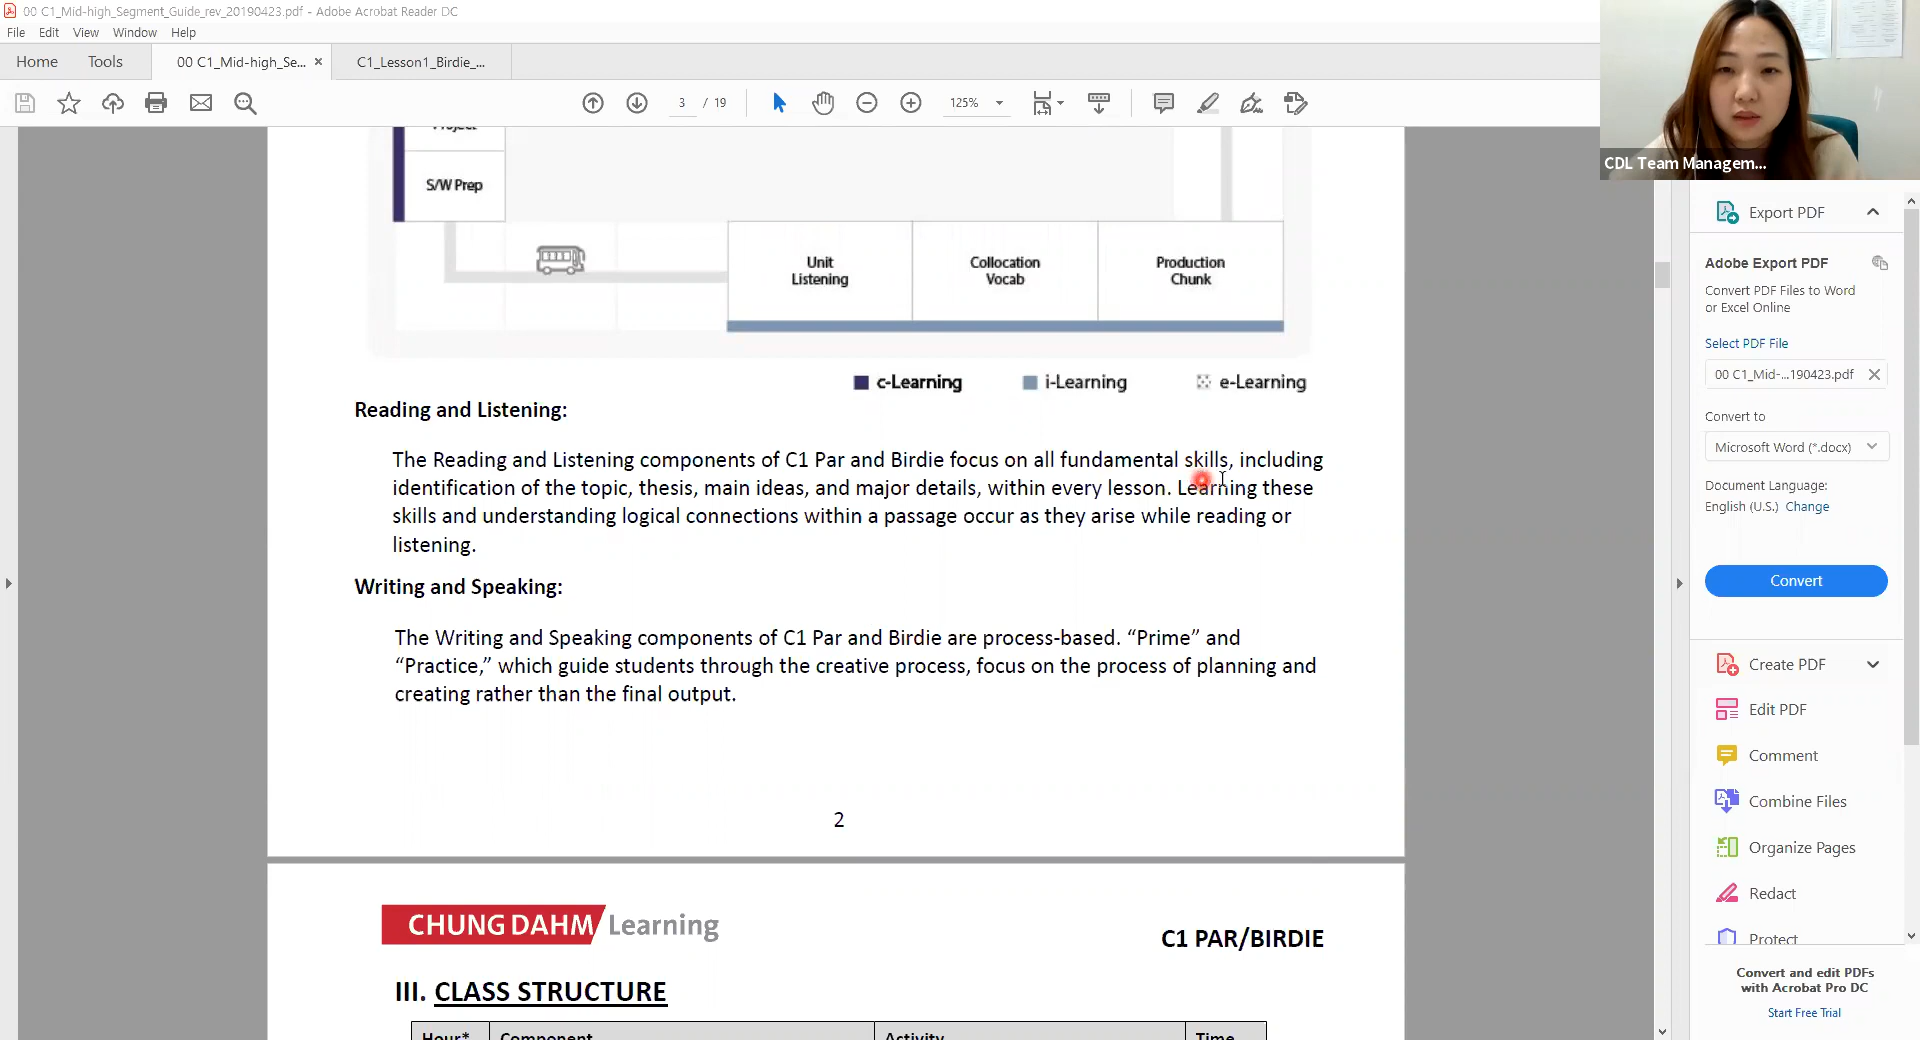 00 C1_Mid-high_Segment_Guide_rev_20190423.pdf - Adobe Acrobat Reader DC
File Edit View Window Help
Home Tools 00 C1_Mid-high_Se... × C1_Lesson1_Birdie_...
3 / 19 125%
CDL Team Managem...
Project
S/W Prep
Unit
Listening
Collocation
Vocab
Production
Chunk
c-Learning i-Learning e-Learning
Reading and Listening:
The Reading and Listening components of C1 Par and Birdie focus on all fundamental skills, including
identification of the topic, thesis, main ideas, and major details, within every lesson. Learning these
skills and understanding logical connections within a passage occur as they arise while reading or
listening.
Writing and Speaking:
The Writing and Speaking components of C1 Par and Birdie are process-based. “Prime” and
“Practice,” which guide students through the creative process, focus on the process of planning and
creating rather than the final output.
2
CHUNG DAHM Learning
C1 PAR/BIRDIE
III. CLASS STRUCTURE
Hour* Component Activity Time
Export PDF
Adobe Export PDF
Convert PDF Files to Word
or Excel Online
Select PDF File
00 C1_Mid-...190423.pdf
Convert to
Microsoft Word (*.docx)
Document Language:
English (U.S.) Change
Convert
Create PDF
Edit PDF
Comment
Combine Files
Organize Pages
Redact
Protect
Convert and edit PDFs
with Acrobat Pro DC
Start Free Trial